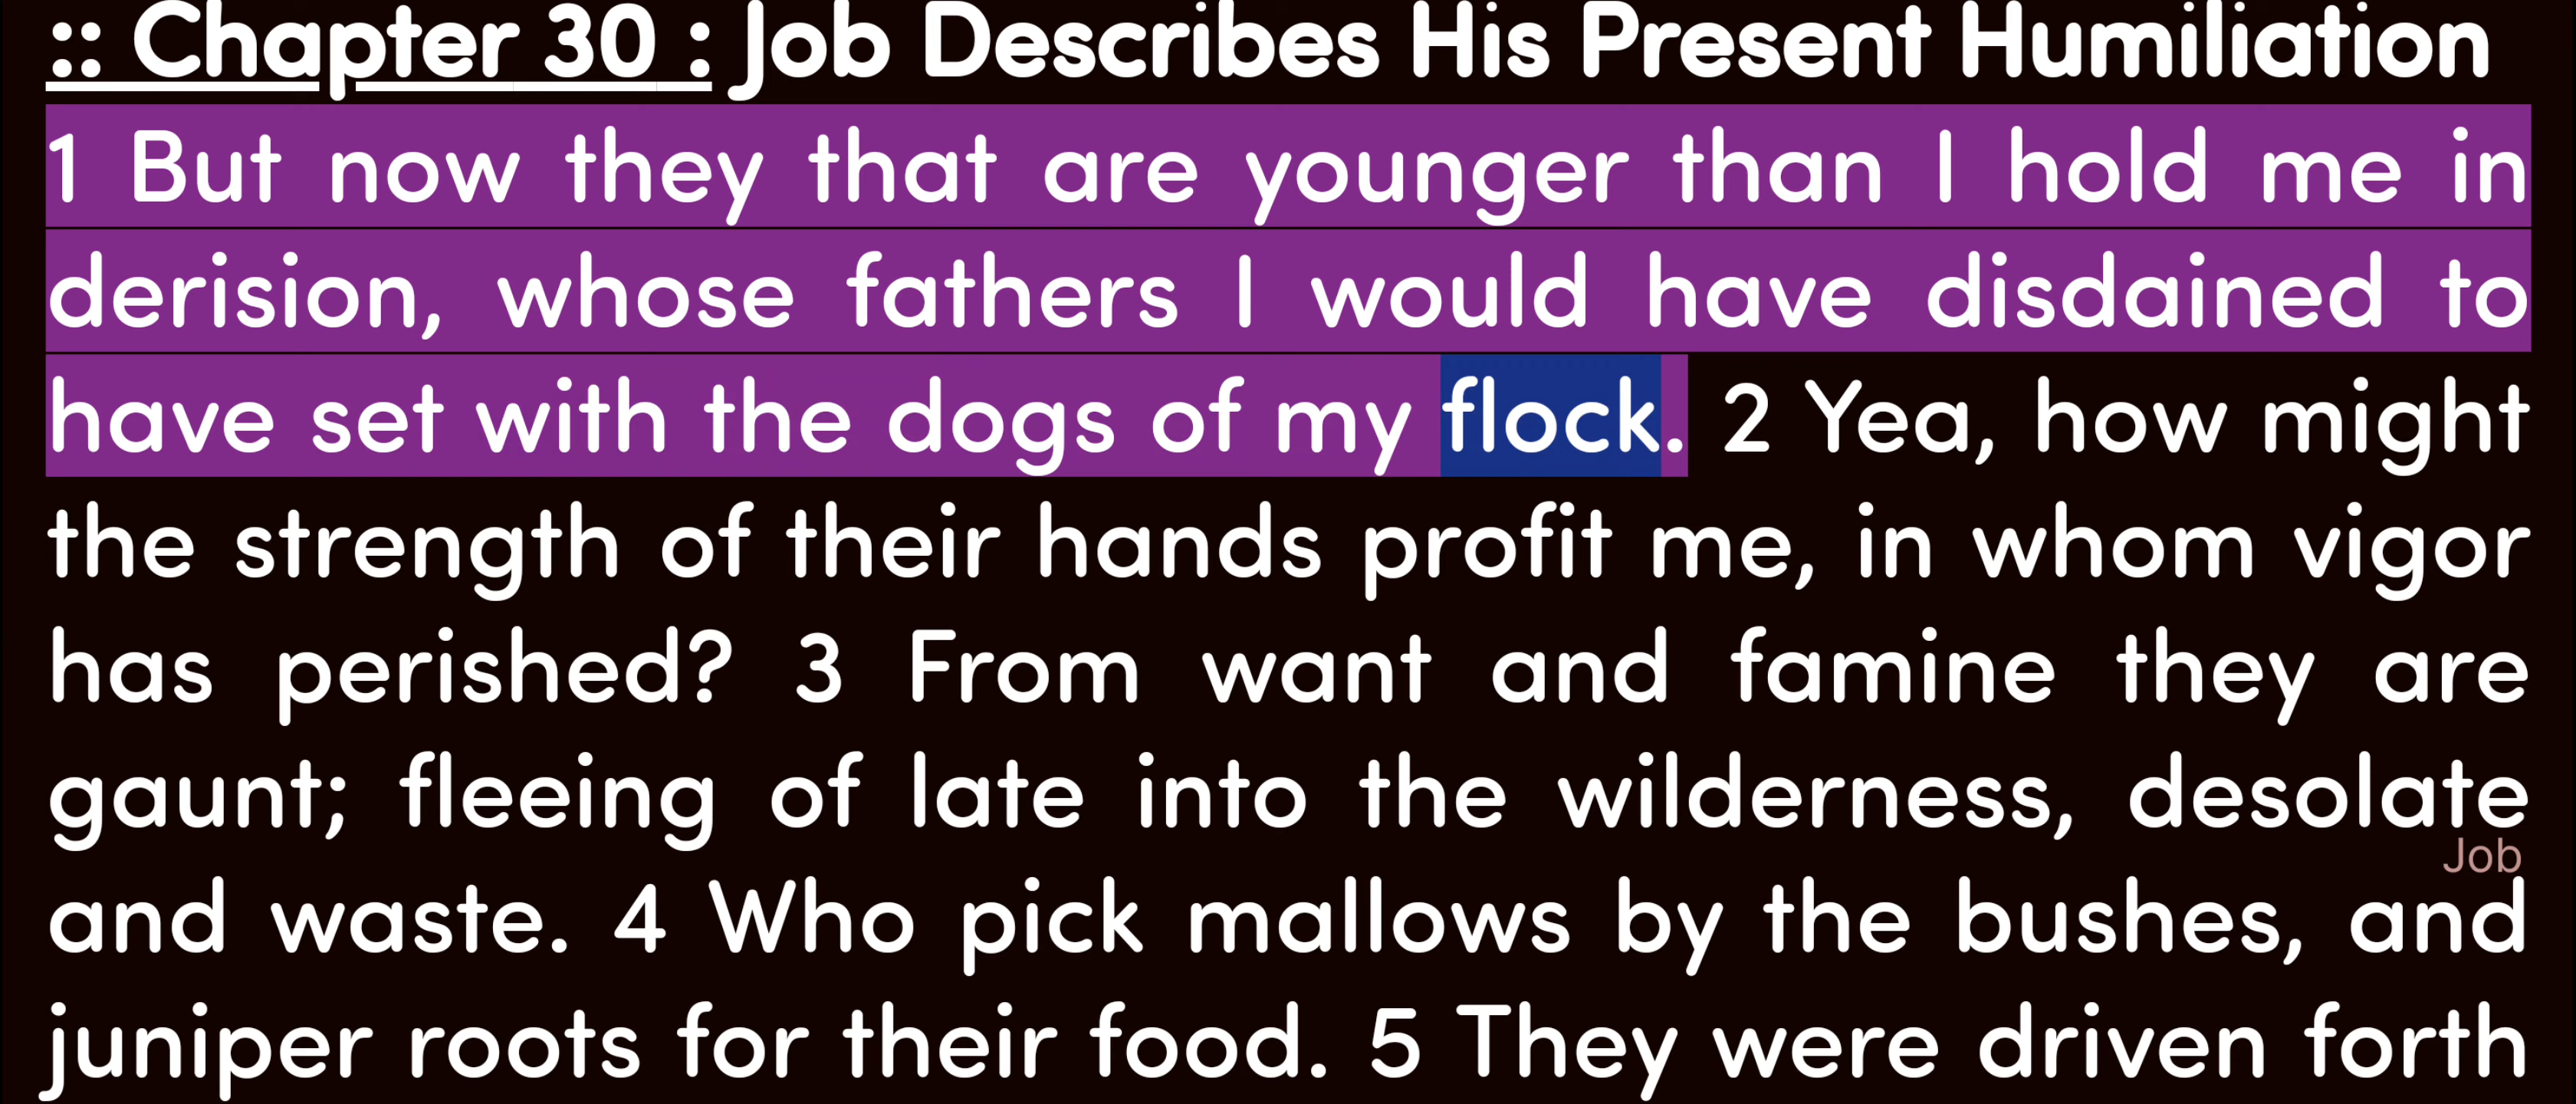 :: Chapter 30 : Job Describes His Present Humiliation
1 But now they that are younger than I hold me in
derision, whose fathers I would have disdained to
have set with the dogs of my flock. 2 Yea, how might
the strength of their hands profit me, in whom vigor
has perished? 3 From want and famine they are
gaunt; fleeing of late into the wilderness, desolate
Job
and waste. 4 Who pick mallows by the bushes, and
juniper roots for their food. 5 They were driven forth